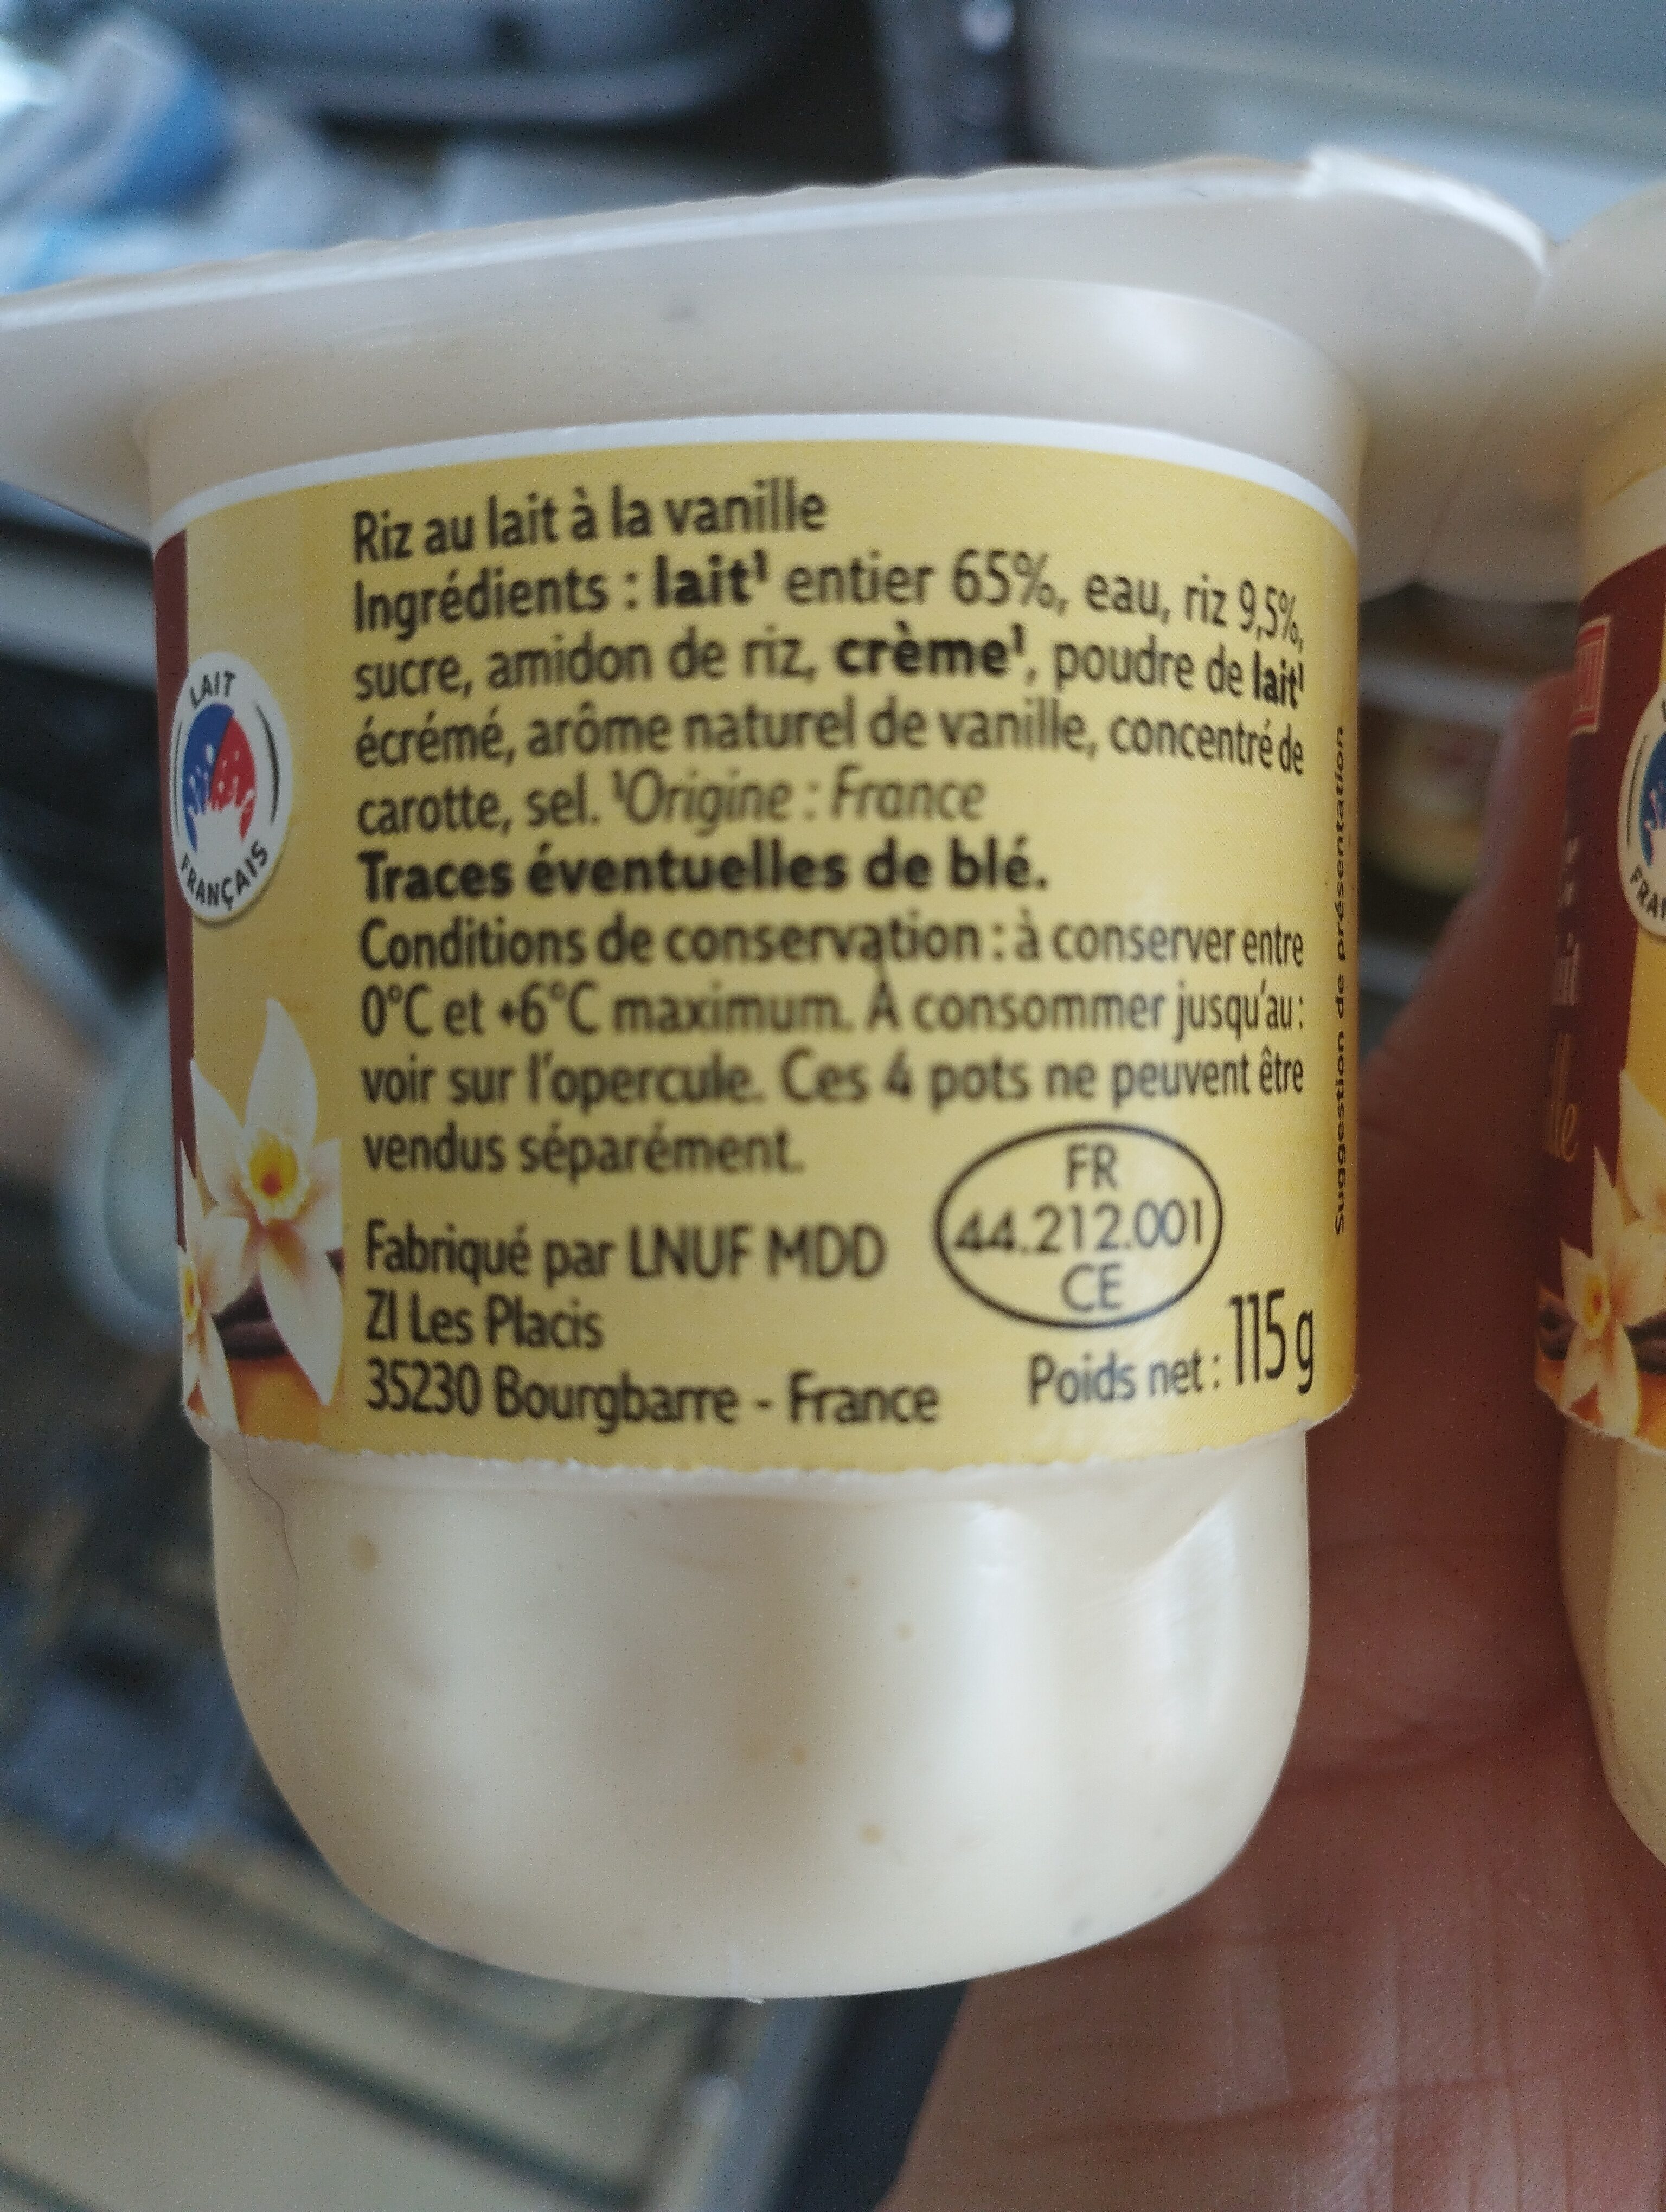 Riz au lait à la vanille
Ingrédients : lait¹ entier 65%, eau, riz 9,5%,
sucre, amidon de riz, crème¹, poudre de lait¹
écrémé, arôme naturel de vanille, concentré de
carotte, sel. ¹Origine : France
Traces éventuelles de blé.
Conditions de conservation : à conserver entre
0°C et +6°C maximum. À consommer jusqu'au :
voir sur l'opercule. Ces 4 pots ne peuvent être
vendus séparément.
Fabriqué par LNUF MDD
ZI Les Placis
35230 Bourgbarre - France
FR
44.212.001
CE
Poids net : 115 g
Suggestion de présentation
LAIT
FRANÇAIS